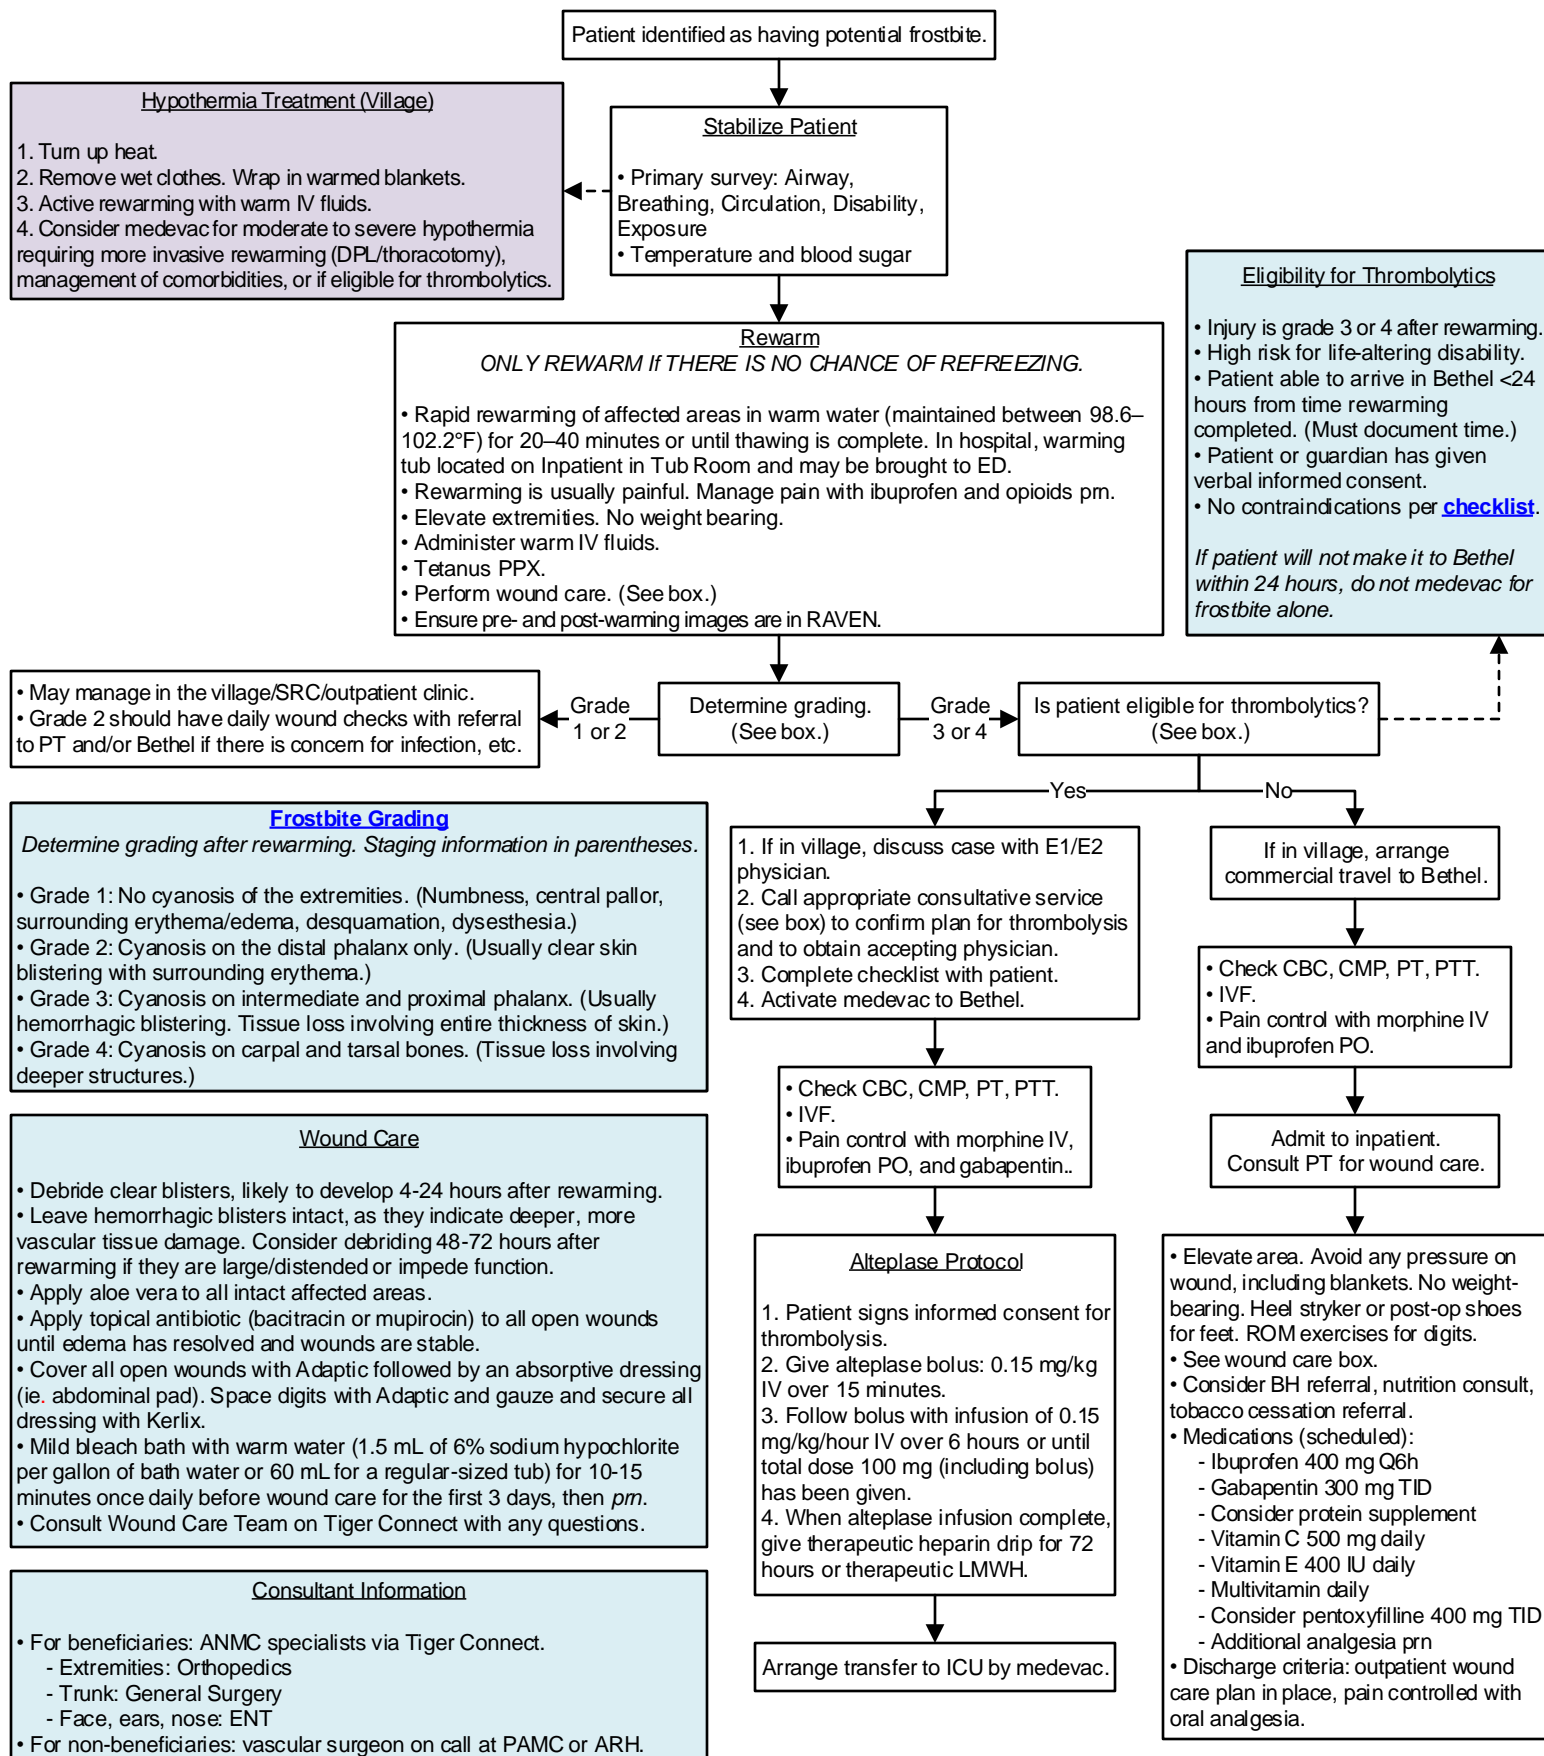 Patient identified as having potential frostbite.
Hypothermia Treatment (Village)
1. Turn up heat.
2. Remove wet clothes. Wrap in warmed blankets.
3. Active rewarming with warm IV fluids.
4. Consider medevac for moderate to severe hypothermia
requiring more invasive rewarming (DPL/thoracotomy),
management of comorbidities, or if eligible for thrombolytics.
Stabilize Patient
• Primary survey: Airway,
Breathing, Circulation, Disability,
Exposure
• Temperature and blood sugar
Eligibility for Thrombolytics
• Injury is grade 3 or 4 after rewarming.
• High risk for life-altering disability.
• Patient able to arrive in Bethel <24
hours from time rewarming
completed. (Must document time.)
• Patient or guardian has given
verbal informed consent.
• No contraindications per checklist.
If patient will not make it to Bethel
within 24 hours, do not medevac for
frostbite alone.
Rewarm
ONLY REWARM If THERE IS NO CHANCE OF REFREEZING.
• Rapid rewarming of affected areas in warm water (maintained between 98.6–
102.2°F) for 20–40 minutes or until thawing is complete. In hospital, warming
tub located on Inpatient in Tub Room and may be brought to ED.
• Rewarming is usually painful. Manage pain with ibuprofen and opioids prn.
• Elevate extremities. No weight bearing.
• Administer warm IV fluids.
• Tetanus PPX.
• Perform wound care. (See box.)
• Ensure pre- and post-warming images are in RAVEN.
• May manage in the village/SRC/outpatient clinic.
• Grade 2 should have daily wound checks with referral
to PT and/or Bethel if there is concern for infection, etc.
Grade
1 or 2
Determine grading.
(See box.)
Grade
3 or 4
Is patient eligible for thrombolytics?
(See box.)
Yes
No
Frostbite Grading
Determine grading after rewarming. Staging information in parentheses.
• Grade 1: No cyanosis of the extremities. (Numbness, central pallor,
surrounding erythema/edema, desquamation, dysesthesia.)
• Grade 2: Cyanosis on the distal phalanx only. (Usually clear skin
blistering with surrounding erythema.)
• Grade 3: Cyanosis on intermediate and proximal phalanx. (Usually
hemorrhagic blistering. Tissue loss involving entire thickness of skin.)
• Grade 4: Cyanosis on carpal and tarsal bones. (Tissue loss involving
deeper structures.)
1. If in village, discuss case with E1/E2
physician.
2. Call appropriate consultative service
(see box) to confirm plan for thrombolysis
and to obtain accepting physician.
3. Complete checklist with patient.
4. Activate medevac to Bethel.
If in village, arrange
commercial travel to Bethel.
• Check CBC, CMP, PT, PTT.
• IVF.
• Pain control with morphine IV
and ibuprofen PO.
• Check CBC, CMP, PT, PTT.
• IVF.
• Pain control with morphine IV,
ibuprofen PO, and gabapentin..
Admit to inpatient.
Consult PT for wound care.
Wound Care
• Debride clear blisters, likely to develop 4-24 hours after rewarming.
• Leave hemorrhagic blisters intact, as they indicate deeper, more
vascular tissue damage. Consider debriding 48-72 hours after
rewarming if they are large/distended or impede function.
• Apply aloe vera to all intact affected areas.
• Apply topical antibiotic (bacitracin or mupirocin) to all open wounds
until edema has resolved and wounds are stable.
• Cover all open wounds with Adaptic followed by an absorptive dressing
(ie. abdominal pad). Space digits with Adaptic and gauze and secure all
dressing with Kerlix.
• Mild bleach bath with warm water (1.5 mL of 6% sodium hypochlorite
per gallon of bath water or 60 mL for a regular-sized tub) for 10-15
minutes once daily before wound care for the first 3 days, then prn.
• Consult Wound Care Team on Tiger Connect with any questions.
Alteplase Protocol
1. Patient signs informed consent for
thrombolysis.
2. Give alteplase bolus: 0.15 mg/kg
IV over 15 minutes.
3. Follow bolus with infusion of 0.15
mg/kg/hour IV over 6 hours or until
total dose 100 mg (including bolus)
has been given.
4. When alteplase infusion complete,
give therapeutic heparin drip for 72
hours or therapeutic LMWH.
Arrange transfer to ICU by medevac.
• Elevate area. Avoid any pressure on
wound, including blankets. No weight-
bearing. Heel stryker or post-op shoes
for feet. ROM exercises for digits.
• See wound care box.
• Consider BH referral, nutrition consult,
tobacco cessation referral.
• Medications (scheduled):
- Ibuprofen 400 mg Q6h
- Gabapentin 300 mg TID
- Consider protein supplement
- Vitamin C 500 mg daily
- Vitamin E 400 IU daily
- Multivitamin daily
- Consider pentoxyfilline 400 mg TID
- Additional analgesia prn
• Discharge criteria: outpatient wound
care plan in place, pain controlled with
oral analgesia.
Consultant Information
• For beneficiaries: ANMC specialists via Tiger Connect.
- Extremities: Orthopedics
- Trunk: General Surgery
- Face, ears, nose: ENT
• For non-beneficiaries: vascular surgeon on call at PAMC or ARH.